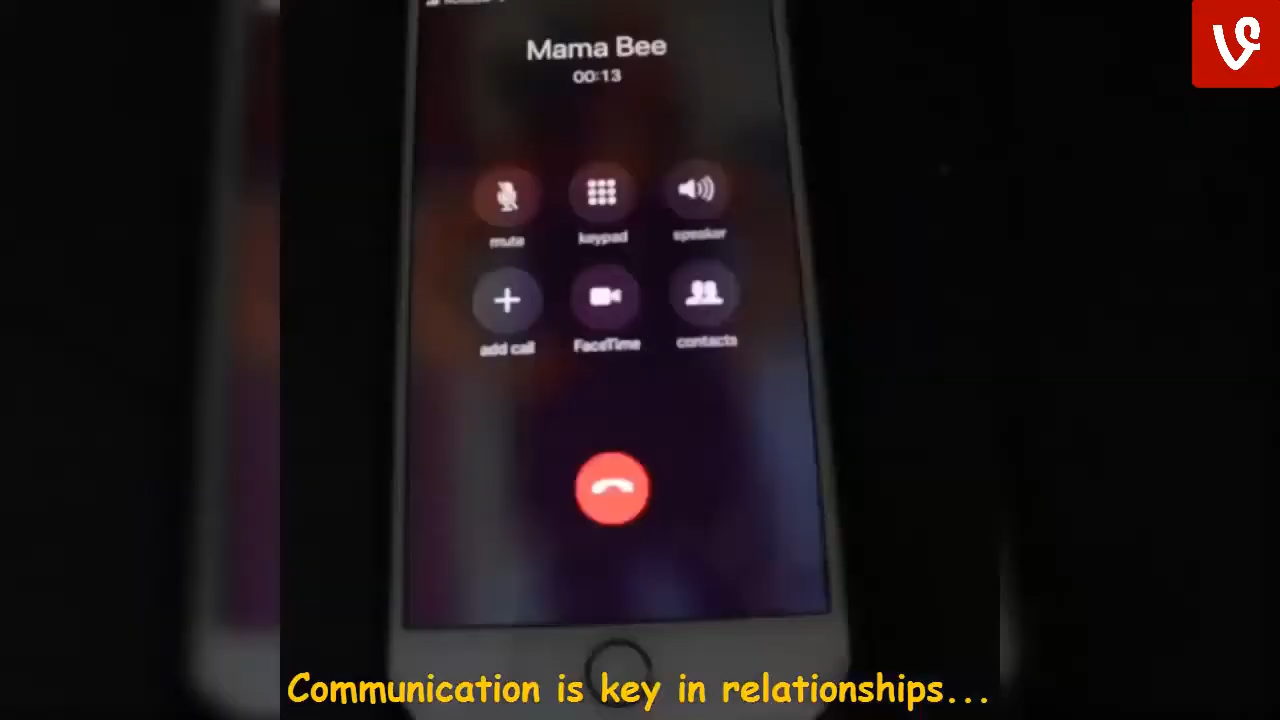 Mama Bee
00:13
mute keypad speaker
add call FaceTime contacts
Communication is key in relationships...